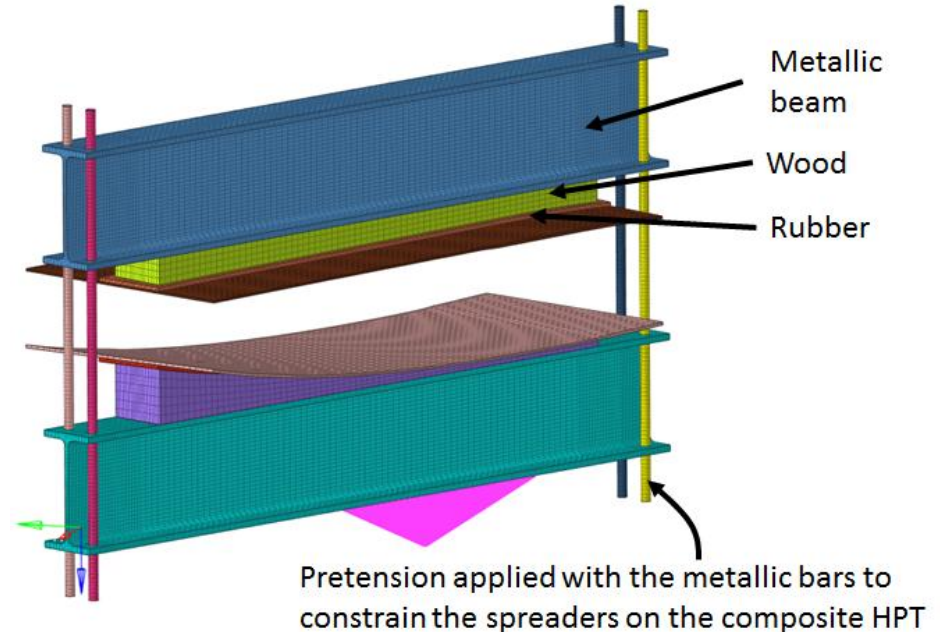 Metallic
beam
Wood
Rubber
Pretension applied with the metallic bars to
constrain the spreaders on the composite HPT